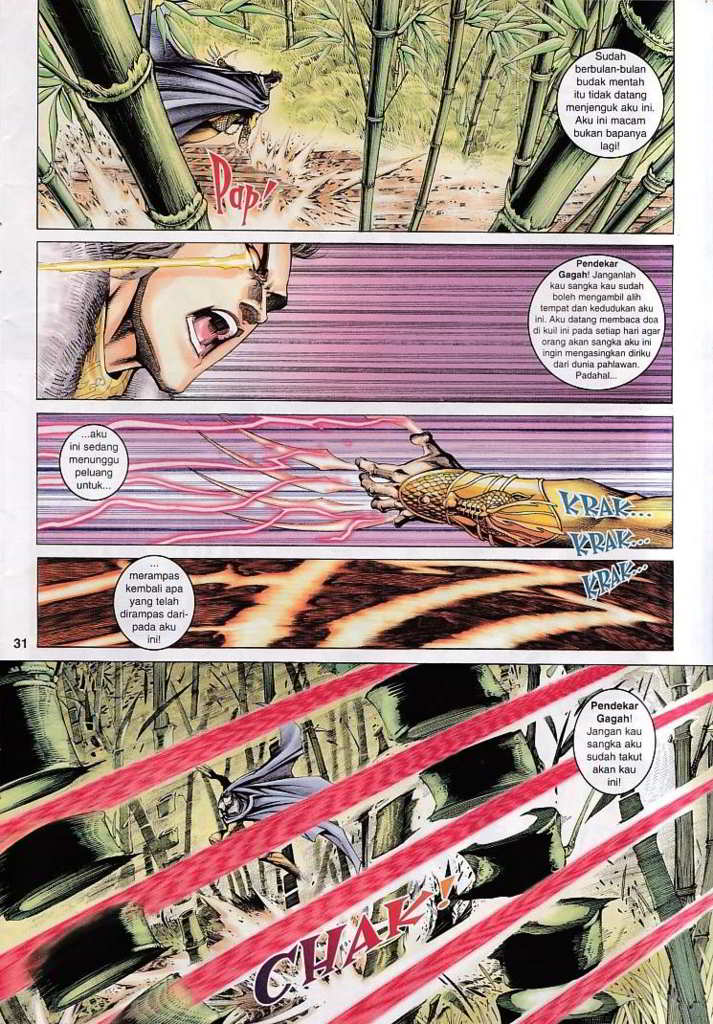 Sudah
berbulan-bulan
budak mentah
itu tidak datang
menjenguk aku ini.
Aku ini macam
bukan bapanya
lagi!
Pap!
Pendekar
Gagah! Janganlah
kau sangka kau sudah
boleh mengambil alih
tempat dan kedudukan aku
ini. Aku datang membaca doa
di kuil ini pada setiap hari agar
orang akan sangka aku ini
ingin mengasingkan diriku
dari dunia pahlawan.
Padahal...
...aku
ini sedang
menunggu
peluang
untuk...
KRAK...
KRAK...
KRAK...
...
merampas
kembali apa
yang telah
dirampas dari-
pada aku
ini!
31
Pendekar
Gagah!
Jangan kau
sangka aku
sudah takut
akan kau
ini!
CHAK!